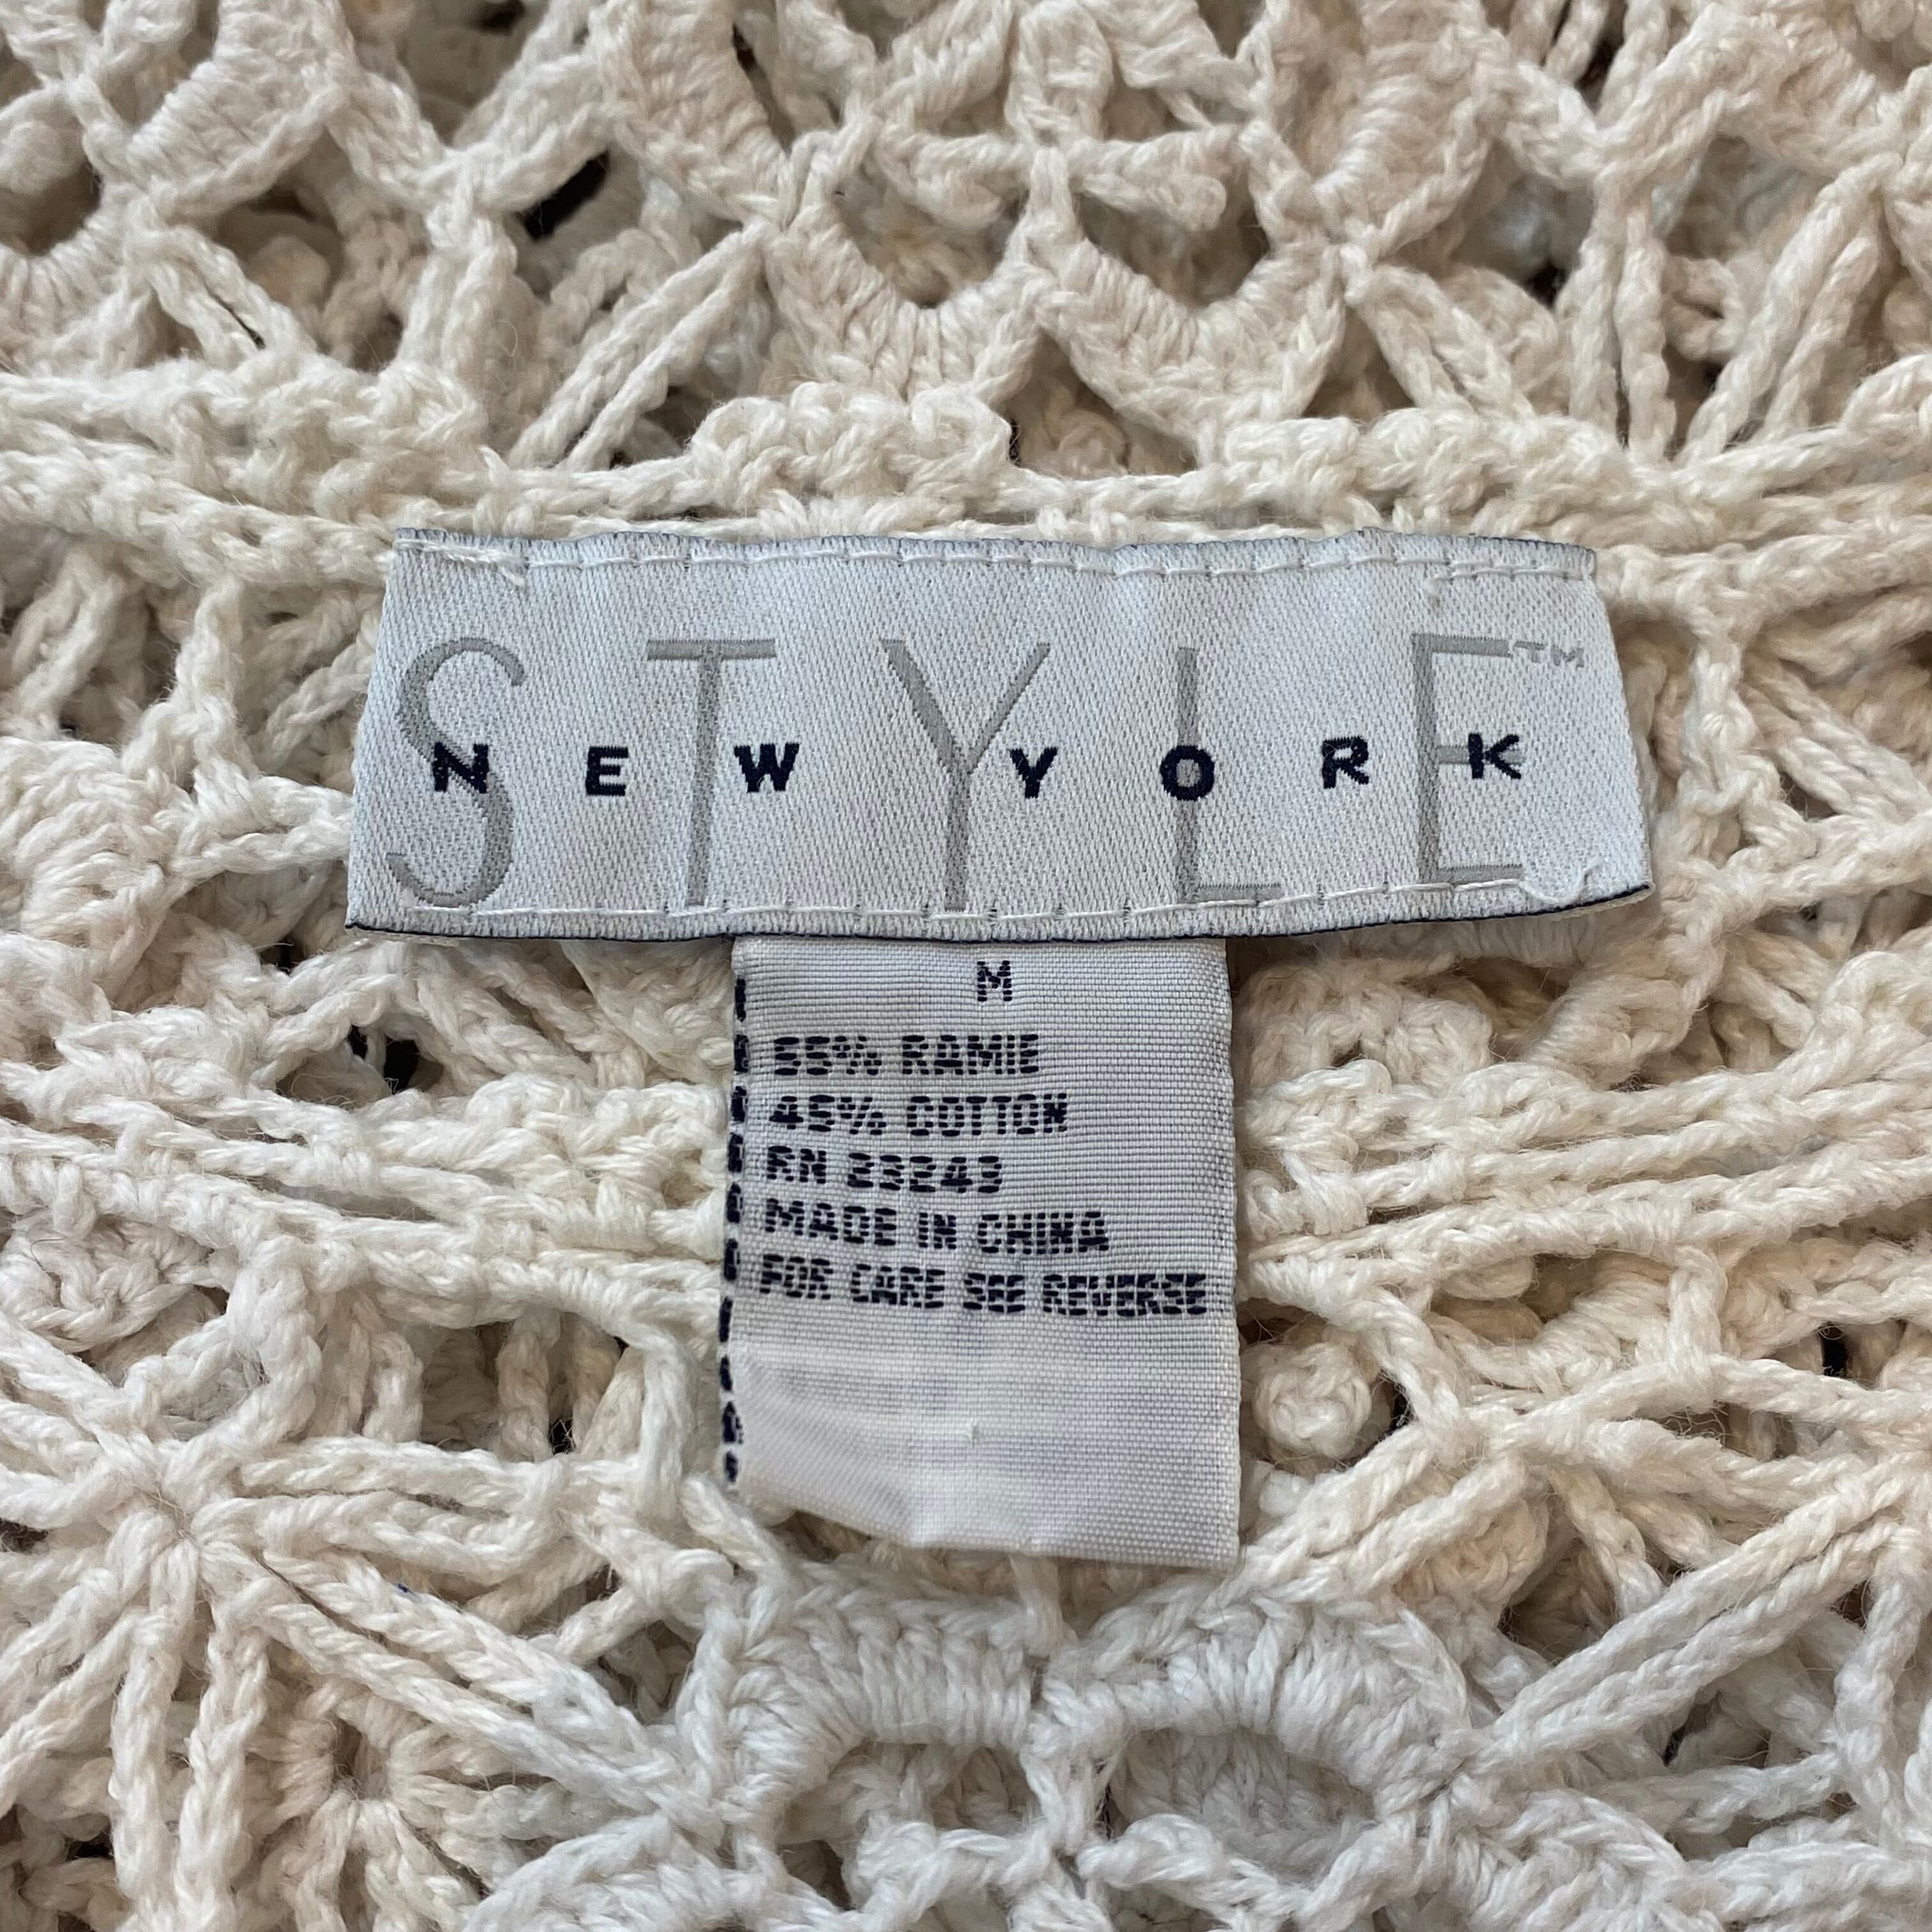 STYLE™
NEW YORK
M
55% RAMIE
45% COTTON
RN 23243
MADE IN CHINA
FOR CARE SEE REVERSE